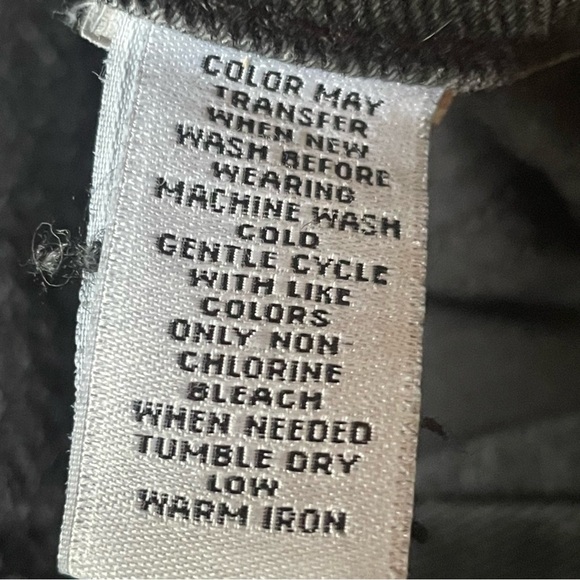 COLOR MAY
TRANSFER
WHEN NEW
WASH BEFORE
WEARING
MACHINE WASH
COLD
GENTLE CYCLE
WITH LIKE
COLORS
ONLY NON-
CHLORINE
BLEACH
WHEN NEEDED
TUMBLE DRY
LOW
WARM IRON